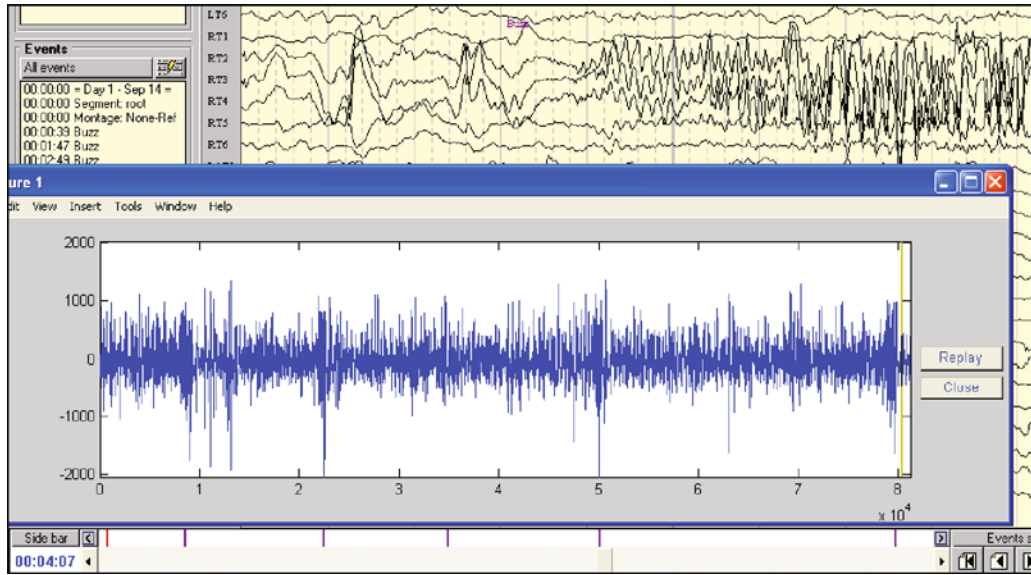 LT6
Buzz
RT1
Events
RT2
All events
RT3
00:00:00 = Day 1 - Sep 14 =
00:00:00 Segment: root
RT4
00:00:00 Montage: None-Ref
RT5
00:00:39 Buzz
00:01:47 Buzz
RT6
00:02:49 Buzz
ure 1
dit View Insert Tools Window Help
2000
1000
0
-1000
-2000
0 1 2 3 4 5 6 7 8
x 10^4
Replay
Close
Side bar
Events s
00:04:07